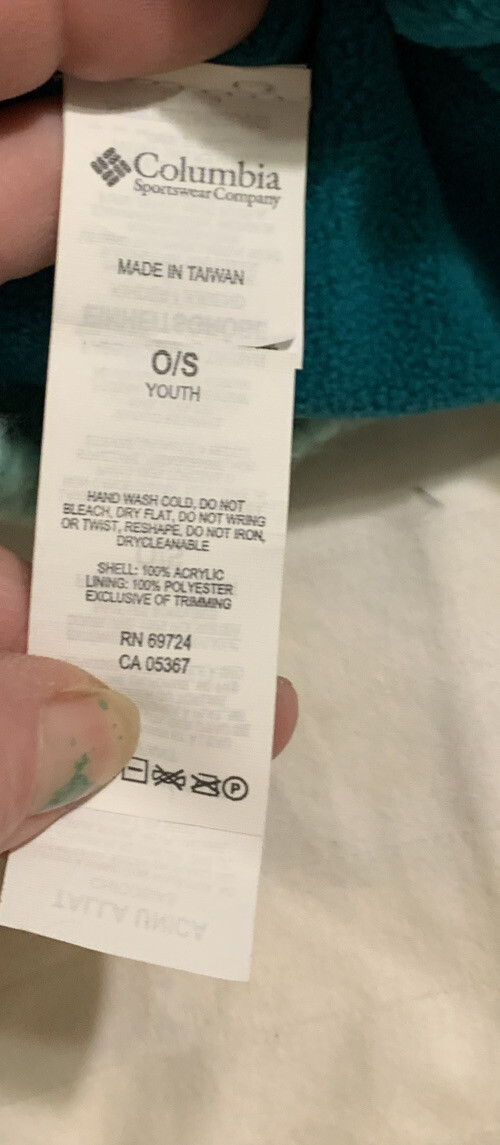 Columbia
Sportswear Company
MADE IN TAIWAN
O/S
YOUTH
HAND WASH COLD, DO NOT
BLEACH, DRY FLAT, DO NOT WRING
OR TWIST, RESHAPE, DO NOT IRON,
DRYCLEANABLE
SHELL: 100% ACRYLIC
LINING: 100% POLYESTER
EXCLUSIVE OF TRIMMING
RN 69724
CA 05367
P
TALLA UNICA